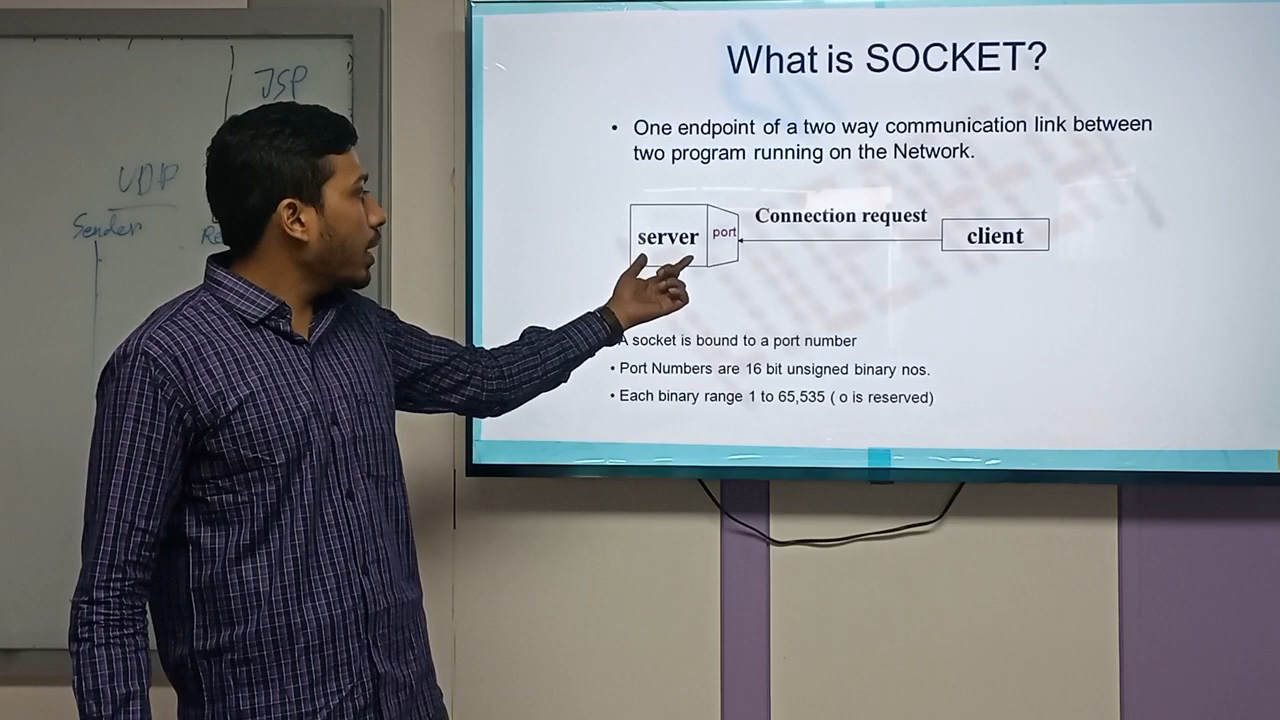 JSP
UDP
Sender
What is SOCKET?
• One endpoint of a two way communication link between
two program running on the Network.
server
port
Connection request
client
A socket is bound to a port number
• Port Numbers are 16 bit unsigned binary nos.
• Each binary range 1 to 65,535 ( o is reserved)